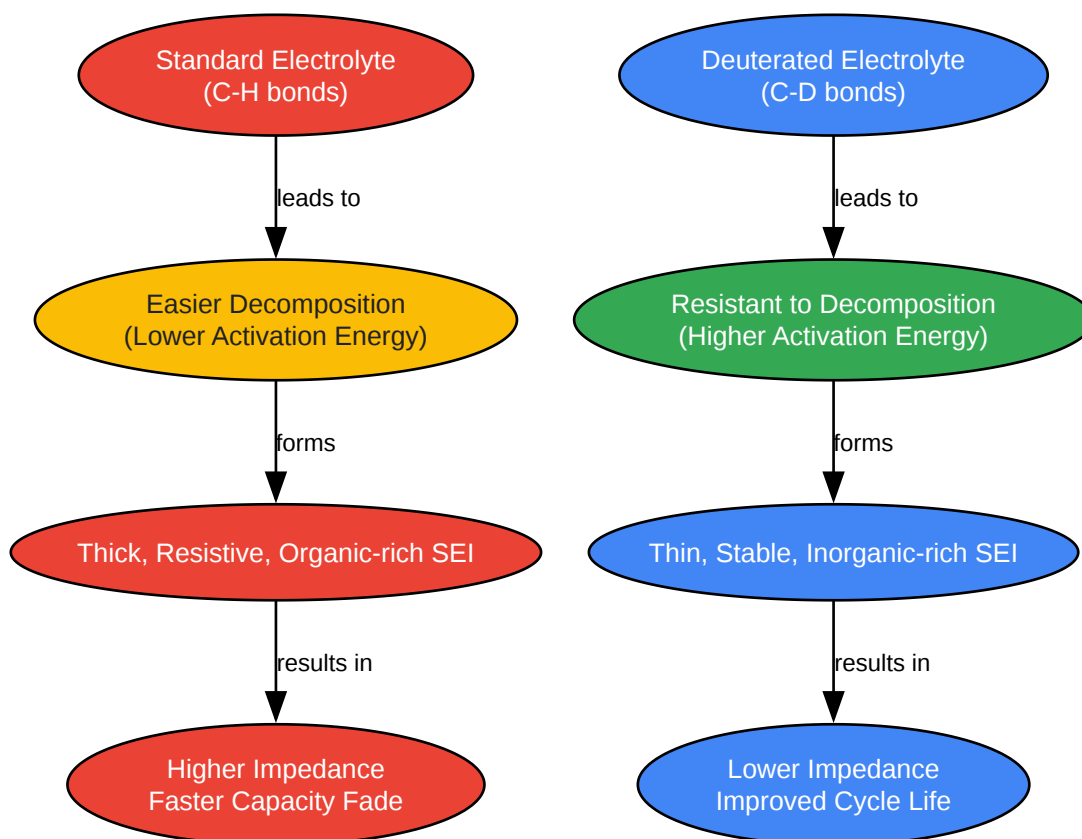 Standard Electrolyte
(C-H bonds)
leads to
Easier Decomposition
(Lower Activation Energy)
forms
Thick, Resistive, Organic-rich SEI
results in
Higher Impedance
Faster Capacity Fade
Deuterated Electrolyte
(C-D bonds)
leads to
Resistant to Decomposition
(Higher Activation Energy)
forms
Thin, Stable, Inorganic-rich SEI
results in
Lower Impedance
Improved Cycle Life